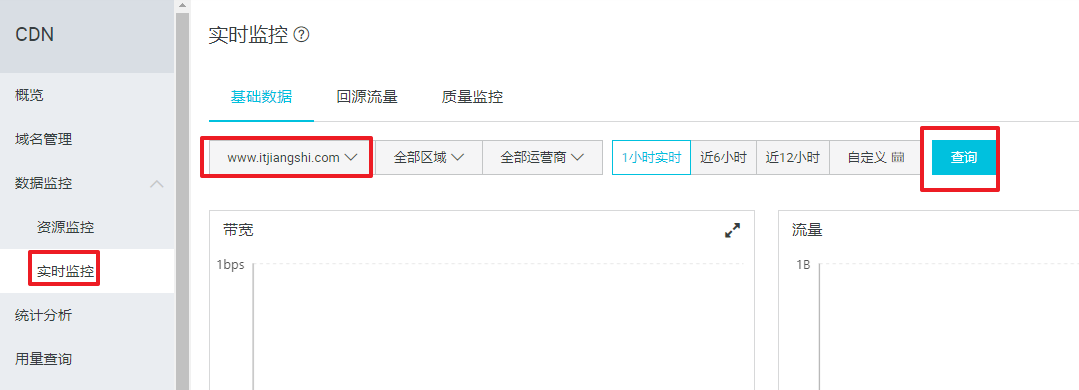 CDN
概览
域名管理
数据监控
资源监控
实时监控
统计分析
用量查询
实时监控
基础数据 回源流量 质量监控
www.itjiangshi.com 全部区域 全部运营商 1小时实时 近6小时 近12小时 自定义 查询
带宽
1bps
流量
1B